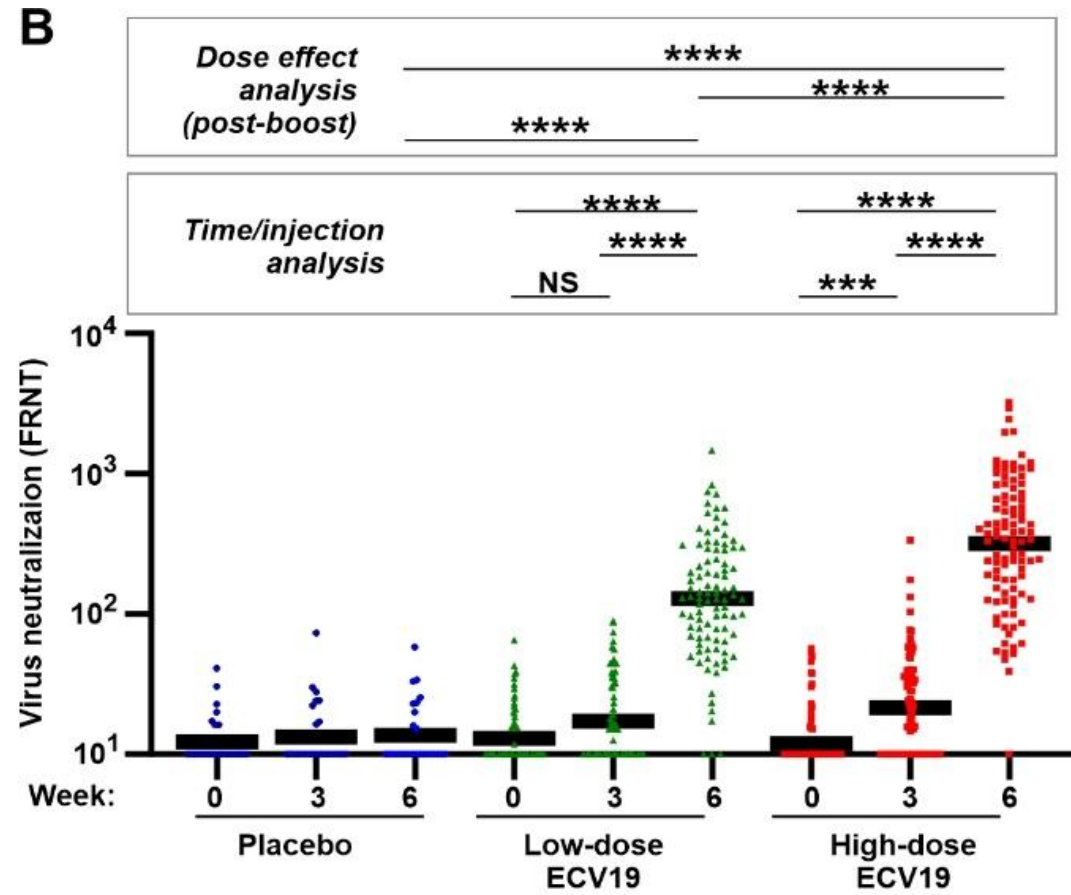 B
Dose effect
analysis
(post-boost)
****
****
****
Time/injection
analysis
****
****
NS
****
****
***
Virus neutralizaion (FRNT)
10^4
10^3
10^2
10^1
Week: 0 3 6 0 3 6 0 3 6
Placebo
Low-dose
ECV19
High-dose
ECV19